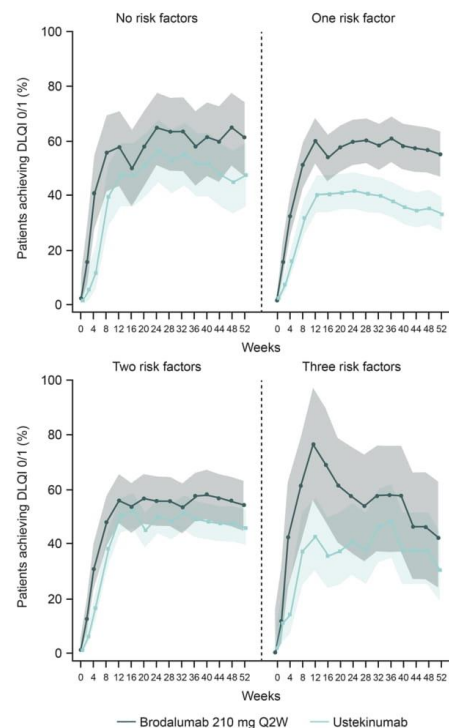 No risk factors
One risk factor
Patients achieving DLQI 0/1 (%)
100
80
60
40
20
0
0 4 8 12 16 20 24 28 32 36 40 44 48 52
0 4 8 12 16 20 24 28 32 36 40 44 48 52
Weeks
Two risk factors
Three risk factors
Patients achieving DLQI 0/1 (%)
100
80
60
40
20
0
0 4 8 12 16 20 24 28 32 36 40 44 48 52
0 4 8 12 16 20 24 28 32 36 40 44 48 52
Weeks
Brodalumab 210 mg Q2W
Ustekinumab